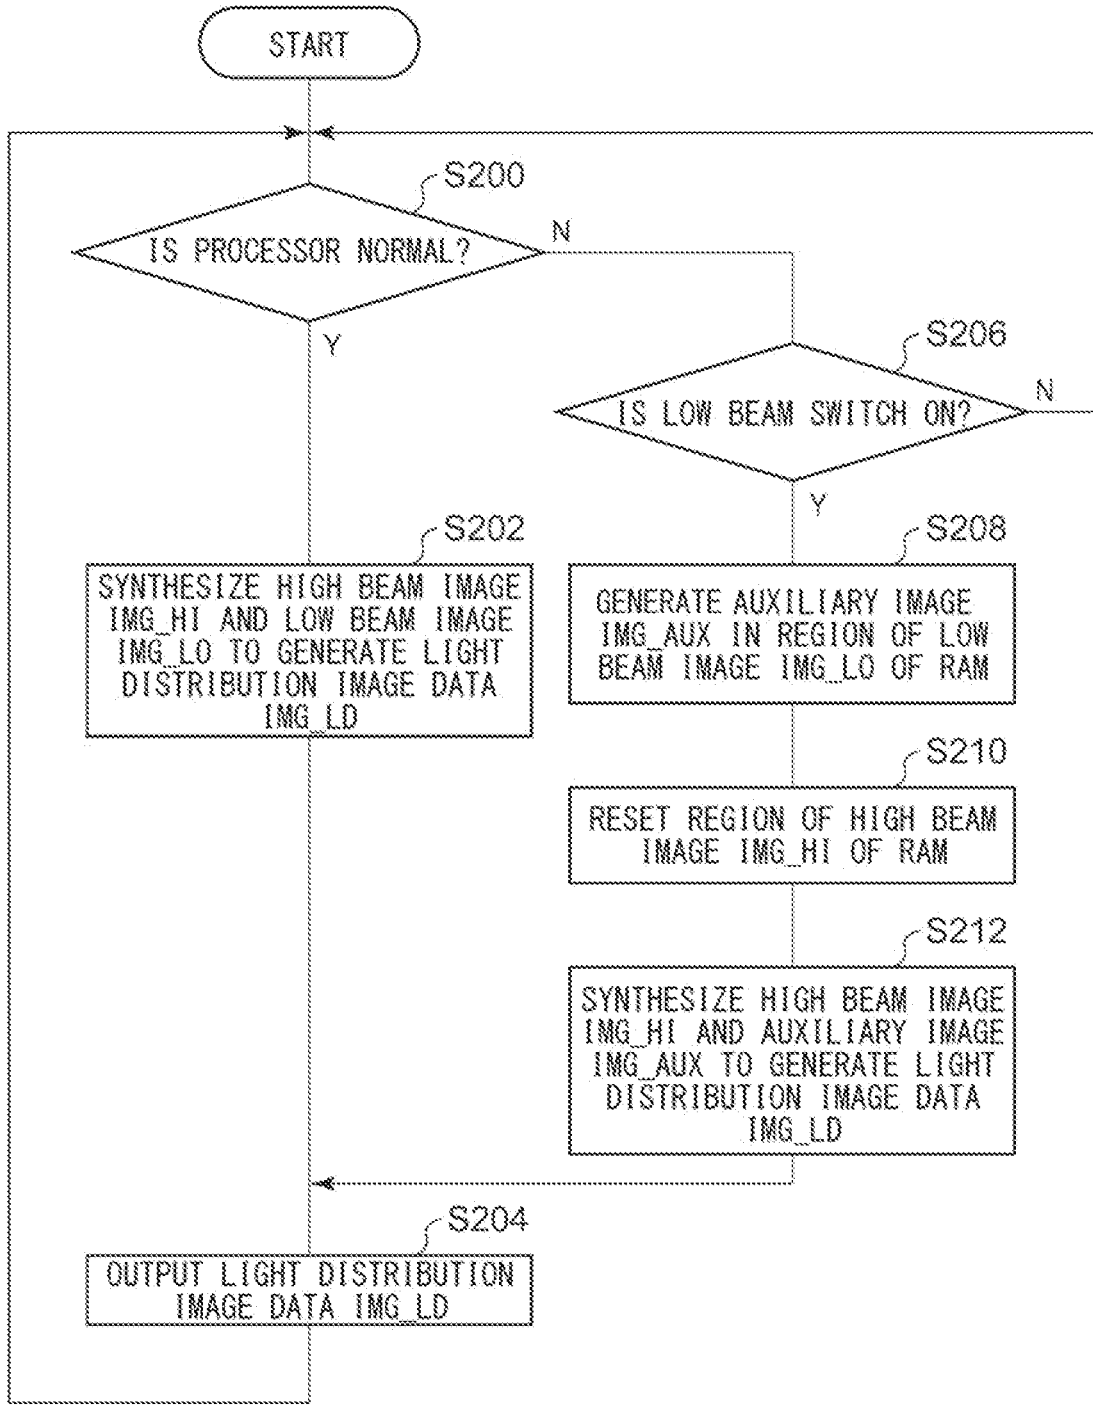 START
S200
IS PROCESSOR NORMAL?
N
Y
S206
IS LOW BEAM SWITCH ON?
N
Y
S202
SYNTHESIZE HIGH BEAM IMAGE
IMG_HI AND LOW BEAM IMAGE
IMG_LO TO GENERATE LIGHT
DISTRIBUTION IMAGE DATA
IMG_LD
S208
GENERATE AUXILIARY IMAGE
IMG_AUX IN REGION OF LOW
BEAM IMAGE IMG_LO OF RAM
S210
RESET REGION OF HIGH BEAM
IMAGE IMG_HI OF RAM
S212
SYNTHESIZE HIGH BEAM IMAGE
IMG_HI AND AUXILIARY IMAGE
IMG_AUX TO GENERATE LIGHT
DISTRIBUTION IMAGE DATA
IMG_LD
S204
OUTPUT LIGHT DISTRIBUTION
IMAGE DATA IMG_LD